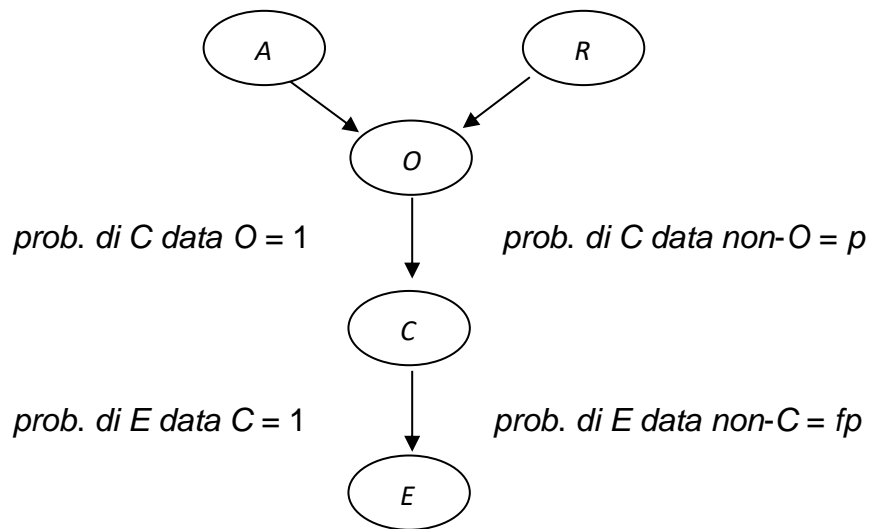 A
R
O
prob. di C data O = 1
prob. di C data non-O = p
C
prob. di E data C = 1
prob. di E data non-C = fp
E